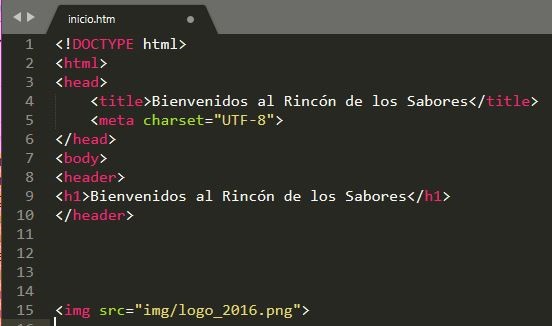 inicio.htm
1 <!DOCTYPE html>
2 <html>
3 <head>
4 <title>Bienvenidos al Rincón de los Sabores</title>
5 <meta charset="UTF-8">
6 </head>
7 <body>
8 <header>
9 <h1>Bienvenidos al Rincón de los Sabores</h1>
10 </header>
11
12
13
14
15 <img src="img/logo_2016.png">